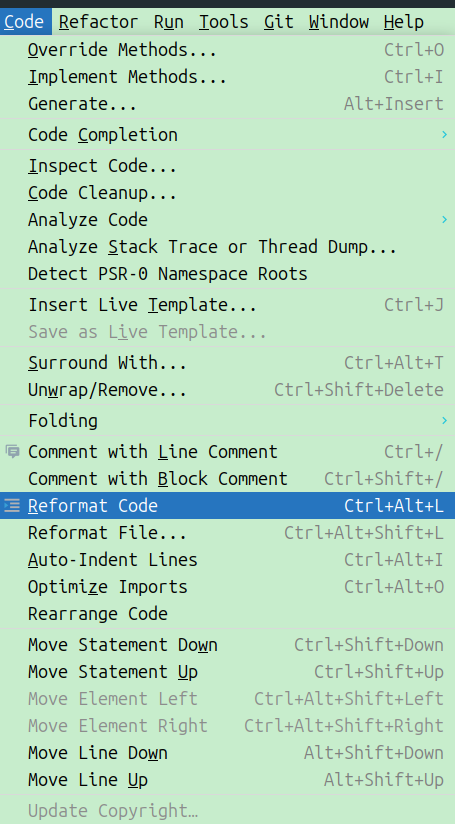 Code Refactor Run Tools Git Window Help
Override Methods... Ctrl+O
Implement Methods... Ctrl+I
Generate... Alt+Insert
Code Completion
Inspect Code...
Code Cleanup...
Analyze Code
Analyze Stack Trace or Thread Dump...
Detect PSR-0 Namespace Roots
Insert Live Template... Ctrl+J
Save as Live Template...
Surround With... Ctrl+Alt+T
Unwrap/Remove... Ctrl+Shift+Delete
Folding
Comment with Line Comment Ctrl+/
Comment with Block Comment Ctrl+Shift+/
Reformat Code Ctrl+Alt+L
Reformat File... Ctrl+Alt+Shift+L
Auto-Indent Lines Ctrl+Alt+I
Optimize Imports Ctrl+Alt+O
Rearrange Code
Move Statement Down Ctrl+Shift+Down
Move Statement Up Ctrl+Shift+Up
Move Element Left Ctrl+Alt+Shift+Left
Move Element Right Ctrl+Alt+Shift+Right
Move Line Down Alt+Shift+Down
Move Line Up Alt+Shift+Up
Update Copyright…